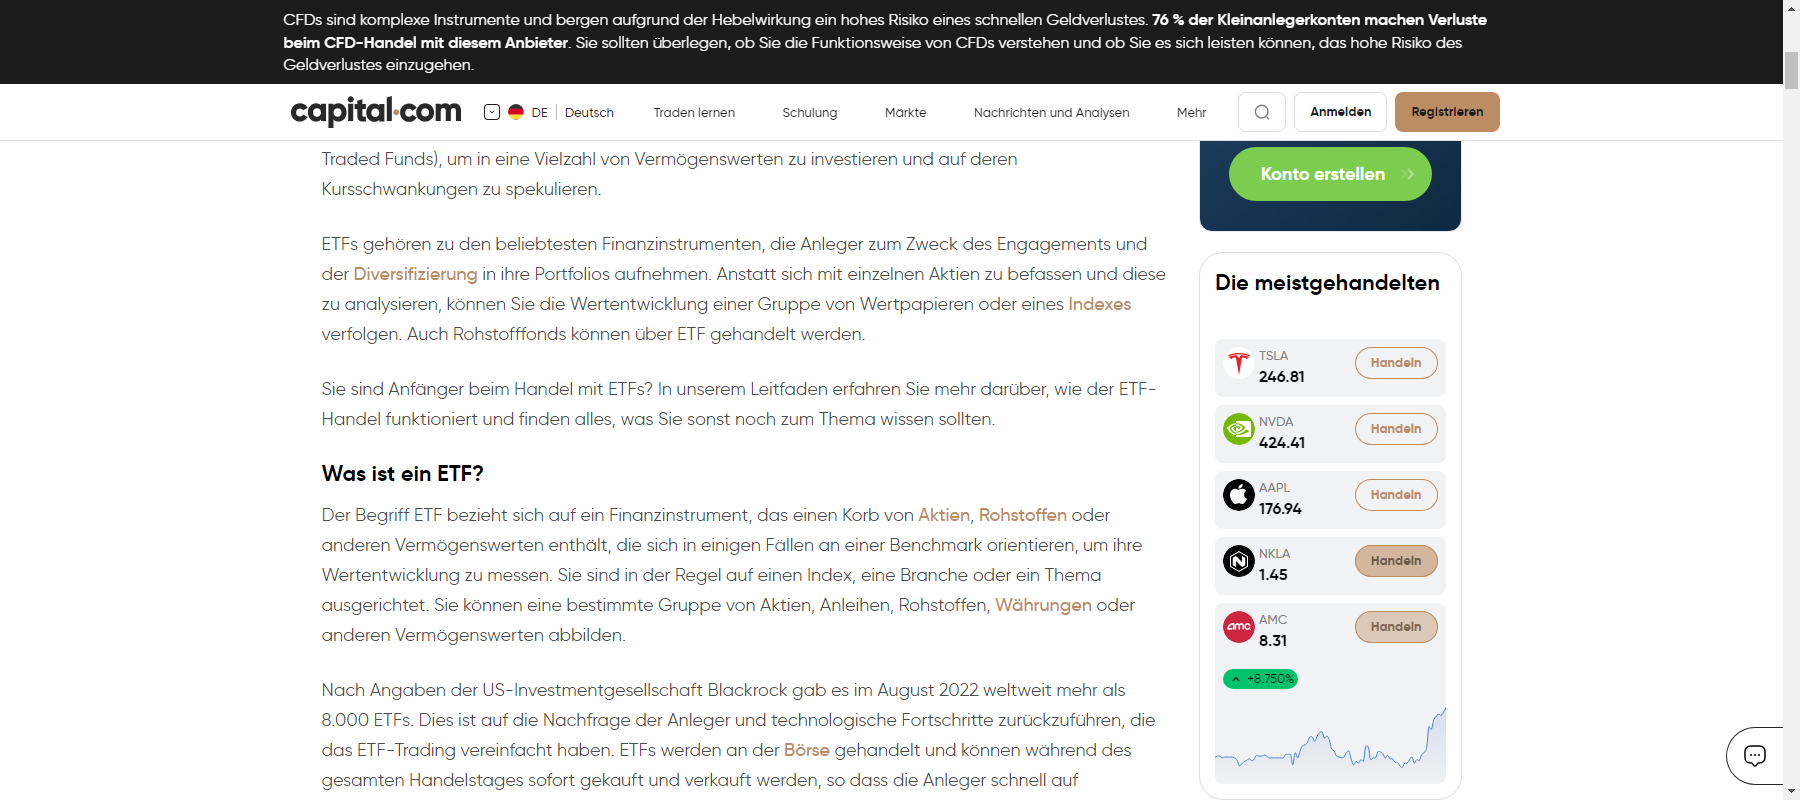 CFDs sind komplexe Instrumente und bergen aufgrund der Hebelwirkung ein hohes Risiko eines schnellen Geldverlustes. 76 % der Kleinanlegerkonten machen Verluste
beim CFD-Handel mit diesem Anbieter. Sie sollten überlegen, ob Sie die Funktionsweise von CFDs verstehen und ob Sie es sich leisten können, das hohe Risiko des
Geldverlustes einzugehen.
capital.com
DE | Deutsch
Traden lernen
Schulung
Märkte
Nachrichten und Analysen
Mehr
Anmelden
Registrieren
Traded Funds), um in eine Vielzahl von Vermögenswerten zu investieren und auf deren
Kursschwankungen zu spekulieren.
ETFs gehören zu den beliebtesten Finanzinstrumenten, die Anleger zum Zweck des Engagements und
der Diversifizierung in ihre Portfolios aufnehmen. Anstatt sich mit einzelnen Aktien zu befassen und diese
zu analysieren, können Sie die Wertentwicklung einer Gruppe von Wertpapieren oder eines Indexes
verfolgen. Auch Rohstofffonds können über ETF gehandelt werden.
Sie sind Anfänger beim Handel mit ETFs? In unserem Leitfaden erfahren Sie mehr darüber, wie der ETF-
Handel funktioniert und finden alles, was Sie sonst noch zum Thema wissen sollten.
Was ist ein ETF?
Der Begriff ETF bezieht sich auf ein Finanzinstrument, das einen Korb von Aktien, Rohstoffen oder
anderen Vermögenswerten enthält, die sich in einigen Fällen an einer Benchmark orientieren, um ihre
Wertentwicklung zu messen. Sie sind in der Regel auf einen Index, eine Branche oder ein Thema
ausgerichtet. Sie können eine bestimmte Gruppe von Aktien, Anleihen, Rohstoffen, Währungen oder
anderen Vermögenswerten abbilden.
Nach Angaben der US-Investmentgesellschaft Blackrock gab es im August 2022 weltweit mehr als
8.000 ETFs. Dies ist auf die Nachfrage der Anleger und technologische Fortschritte zurückzuführen, die
das ETF-Trading vereinfacht haben. ETFs werden an der Börse gehandelt und können während des
gesamten Handelstages sofort gekauft und verkauft werden, so dass die Anleger schnell auf
Konto erstellen
Die meistgehandelten
TSLA
246.81
Handeln
NVDA
424.41
Handeln
AAPL
176.94
Handeln
NKLA
1.45
Handeln
amc
AMC
8.31
Handeln
+8.750%